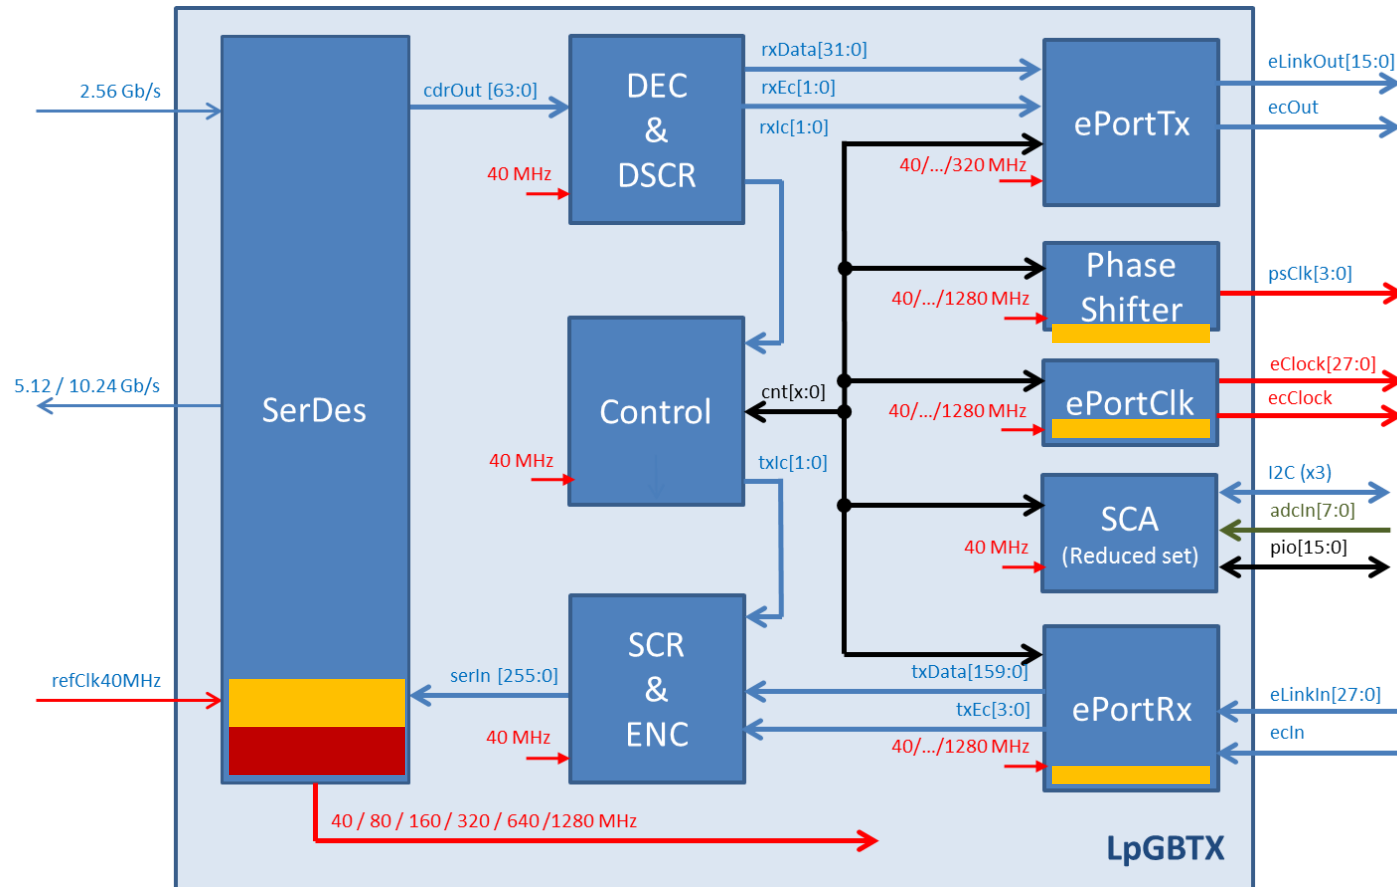 2.56 Gb/s
5.12 / 10.24 Gb/s
refClk40MHz
SerDes
40 / 80 / 160 / 320 / 640 /1280 MHz
cdrOut [63:0]
40 MHz
DEC
&
DSCR
rxData[31:0]
rxEc[1:0]
rxIc[1:0]
40 MHz
Control
cnt[x:0]
txIc[1:0]
serIn [255:0]
40 MHz
SCR
&
ENC
txData[159:0]
txEc[3:0]
40/.../1280 MHz
40/.../320 MHz
ePortTx
eLinkOut[15:0]
ecOut
40/.../1280 MHz
Phase
Shifter
psClk[3:0]
40/.../1280 MHz
ePortClk
eClock[27:0]
ecClock
40 MHz
SCA
(Reduced set)
I2C (x3)
adcIn[7:0]
pio[15:0]
ePortRx
eLinkIn[27:0]
ecIn
LpGBTX